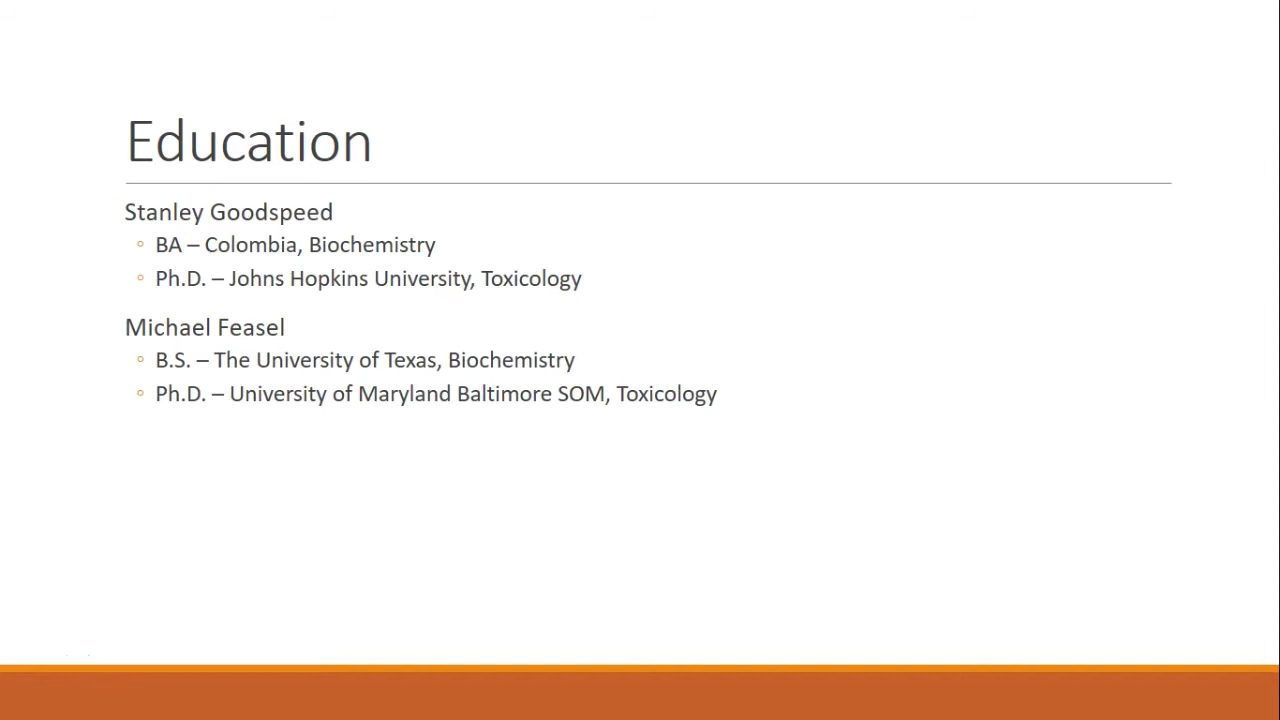 Education
Stanley Goodspeed
◦ BA – Colombia, Biochemistry
◦ Ph.D. – Johns Hopkins University, Toxicology
Michael Feasel
◦ B.S. – The University of Texas, Biochemistry
◦ Ph.D. – University of Maryland Baltimore SOM, Toxicology